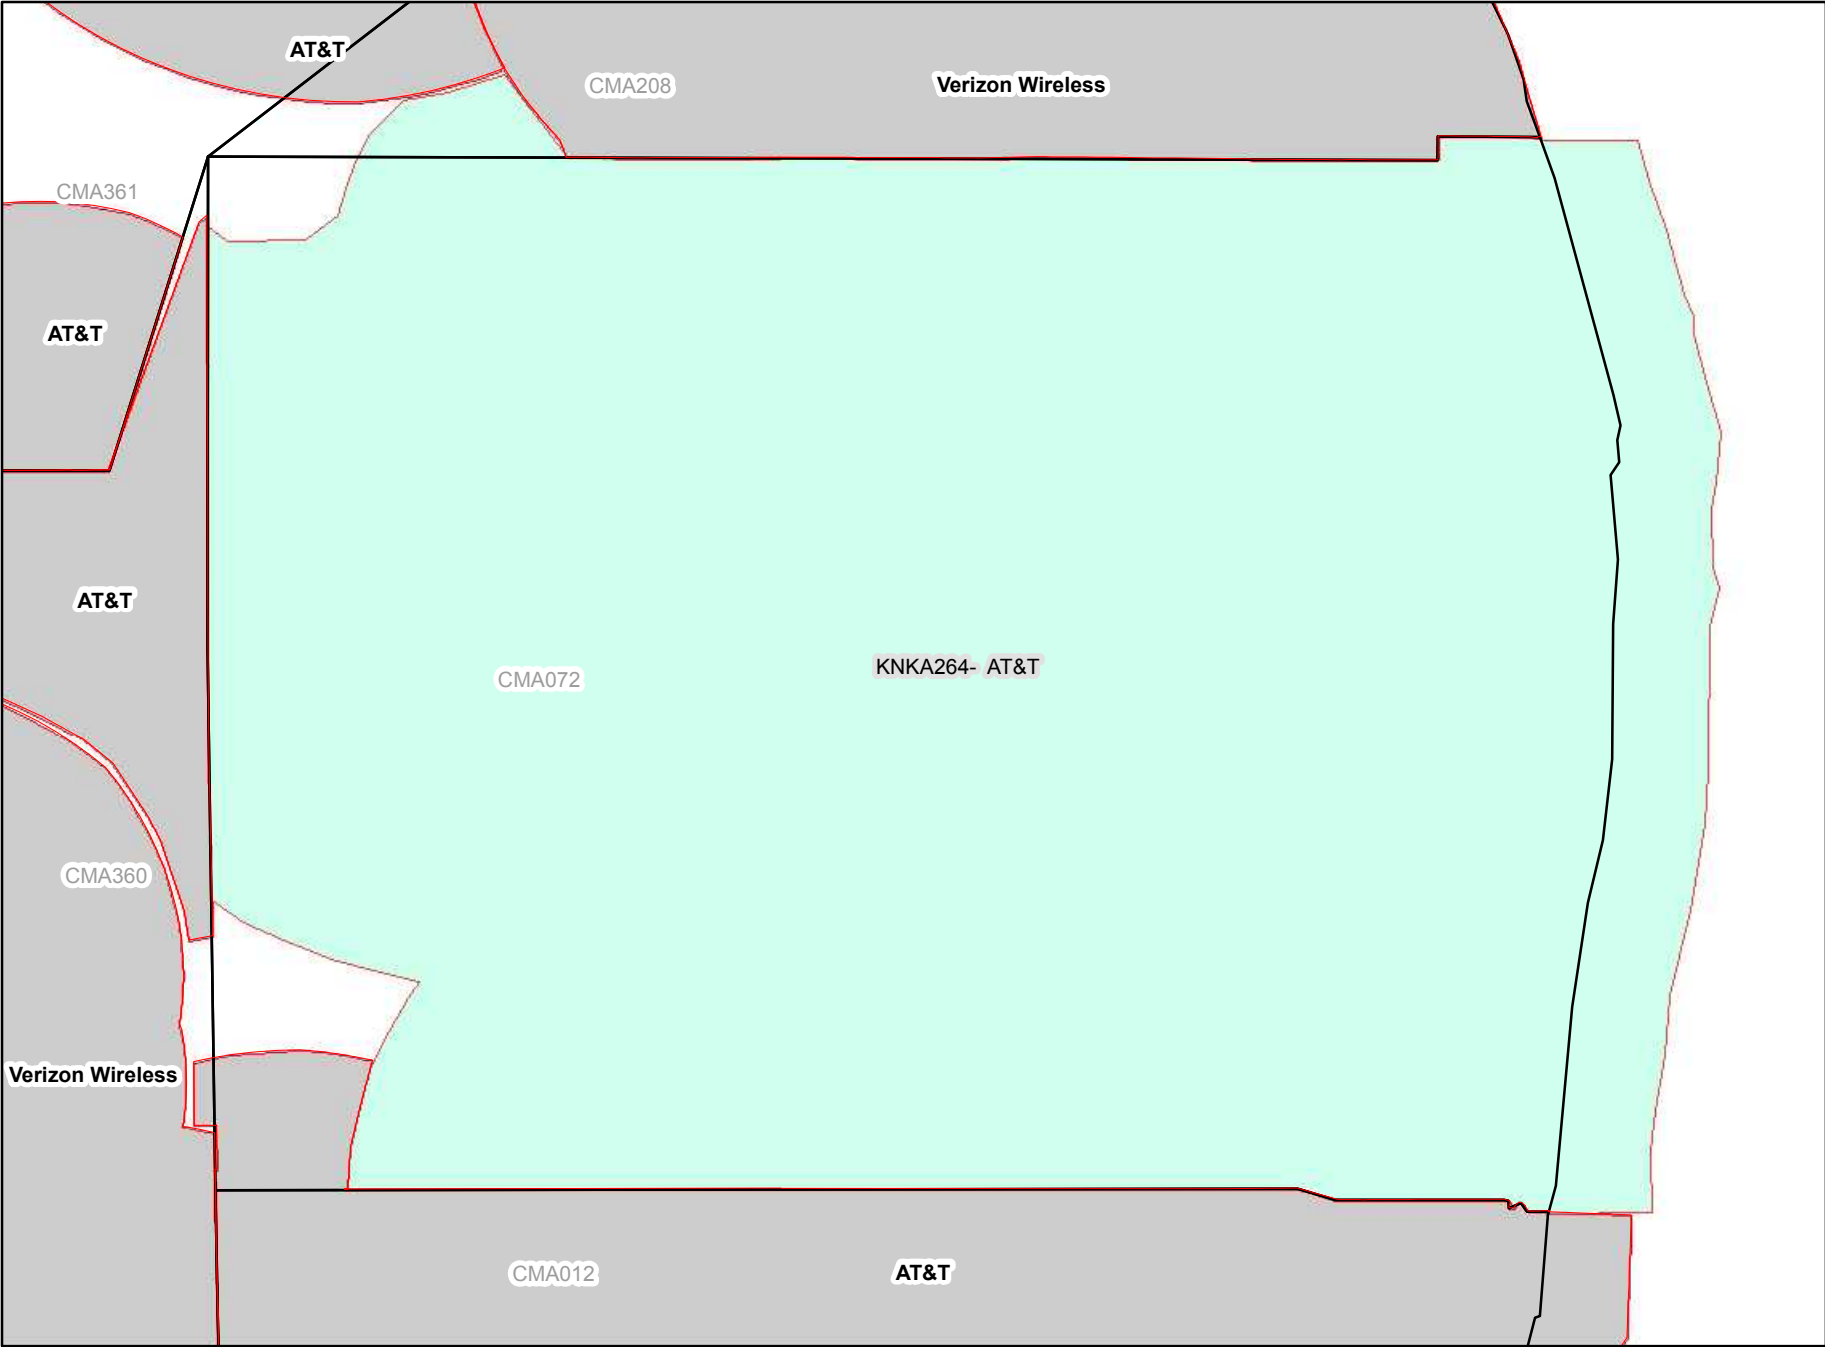 AT&T
CMA208
Verizon Wireless
CMA361
AT&T
AT&T
KNKA264- AT&T
CMA072
CMA360
Verizon Wireless
CMA012
AT&T